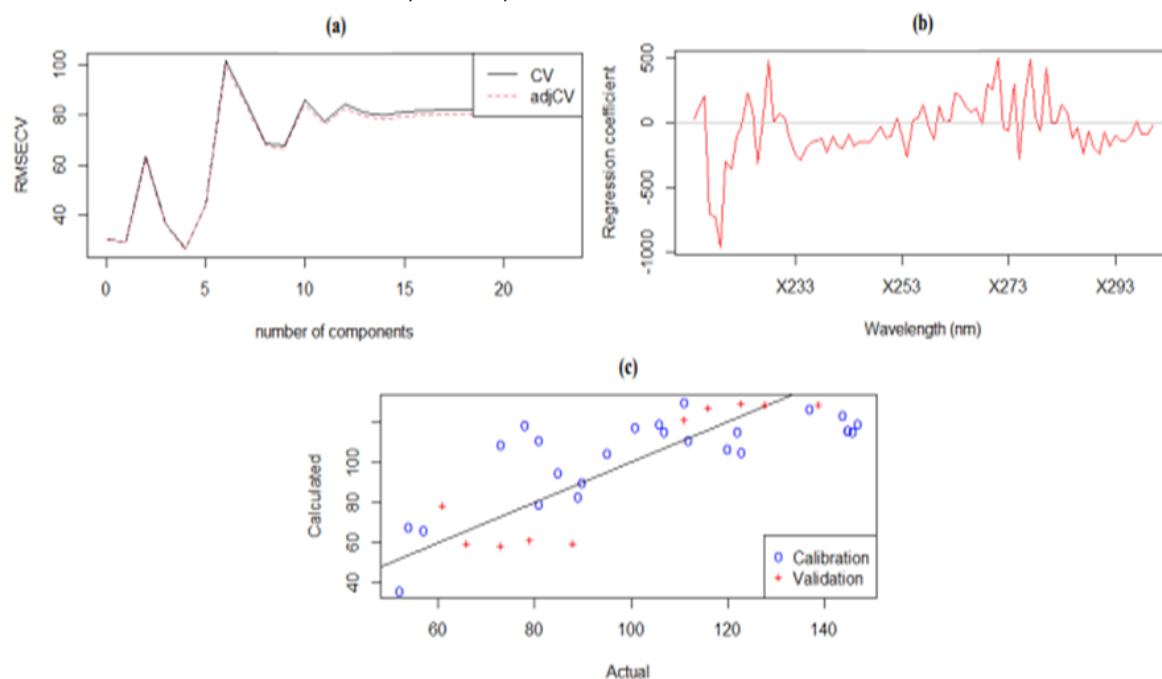 (a)
RMSECV
100
80
60
40
CV
adjCV
0 5 10 15 20
number of components
(b)
Regression coefficient
500
0
-500
-1000
X233 X253 X273 X293
Wavelength (nm)
(c)
Calculated
100
80
60
40
Calibration
Validation
60 80 100 120 140
Actual